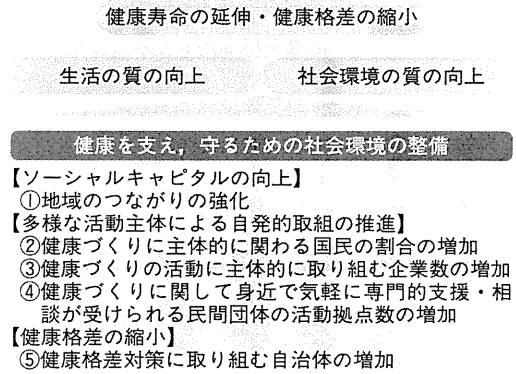 健康寿命の延伸・健康格差の縮小
生活の質の向上　社会環境の質の向上
健康を支え，守るための社会環境の整備
【ソーシャルキャピタルの向上】
①地域のつながりの強化
【多様な活動主体による自発的取組の推進】
②健康づくりに主体的に関わる国民の割合の増加
③健康づくりの活動に主体的に取り組む企業数の増加
④健康づくりに関して身近で気軽に専門的支援・相
談が受けられる民間団体の活動拠点数の増加
【健康格差の縮小】
⑤健康格差対策に取り組む自治体の増加